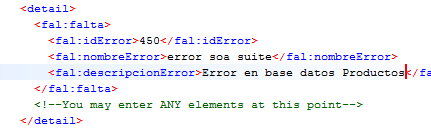 <detail>
<fal:falta>
<fal:idError>450</fal:idError>
<fal:nombreError>error soa suite</fal:nombreError>
<fal:descripcionError>Error en base datos Productos</fa
</fal:falta>
<!--You may enter ANY elements at this point-->
</detail>